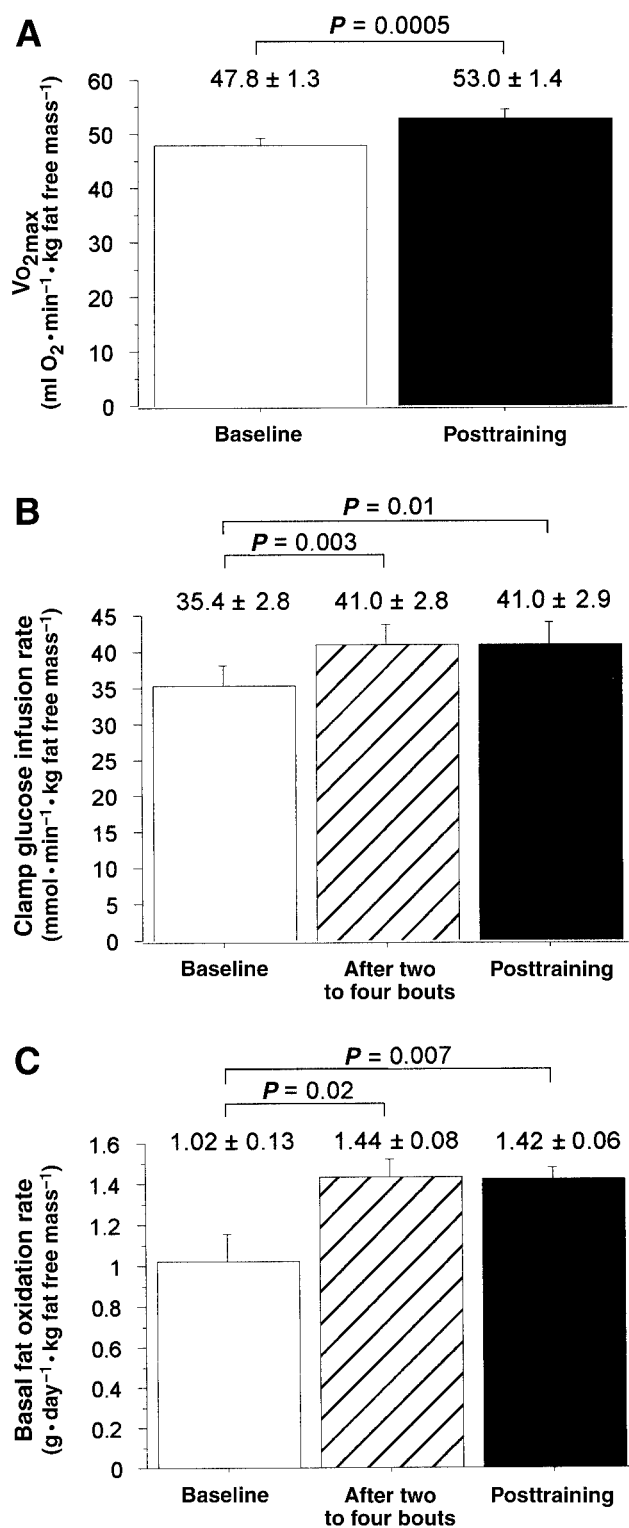 A
P = 0.0005
47.8 ± 1.3 53.0 ± 1.4
60
50
40
30
20
10
0
Vo2max
(ml O2•min−1•kg fat free mass−1)
Baseline Posttraining
B
P = 0.01
P = 0.003
35.4 ± 2.8 41.0 ± 2.8 41.0 ± 2.9
45
40
35
30
25
20
15
10
5
0
Clamp glucose infusion rate
(mmol•min−1•kg fat free mass−1)
Baseline After two Posttraining
to four bouts
C
P = 0.007
P = 0.02
1.02 ± 0.13 1.44 ± 0.08 1.42 ± 0.06
1.6
1.4
1.2
1
0.8
0.6
0.4
0.2
0
Basal fat oxidation rate
(g•day−1•kg fat free mass−1)
Baseline After two Posttraining
to four bouts